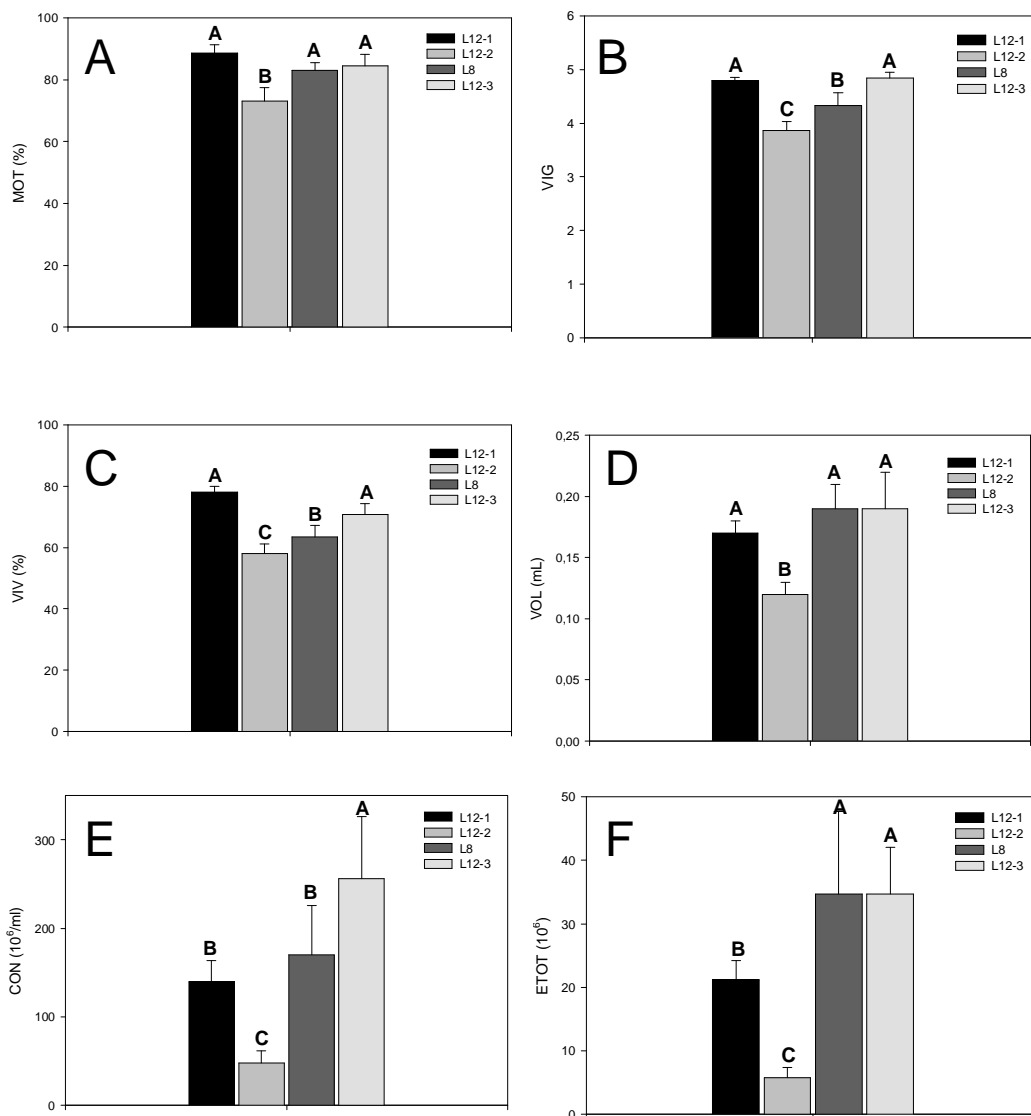 A
MOT (%)
100
80
60
40
20
0
A
B
A
A
L12-1
L12-2
L8
L12-3
B
VIG
6
5
4
3
2
1
0
A
C
B
A
L12-1
L12-2
L8
L12-3
C
VIV (%)
100
80
60
40
20
0
A
C
B
A
L12-1
L12-2
L8
L12-3
D
VOL (mL)
0,25
0,20
0,15
0,10
0,05
0,00
A
B
A
A
L12-1
L12-2
L8
L12-3
E
CON (10⁶/ml)
300
200
100
0
B
C
B
A
L12-1
L12-2
L8
L12-3
F
ETOT (10⁶)
50
40
30
20
10
0
B
C
A
A
L12-1
L12-2
L8
L12-3